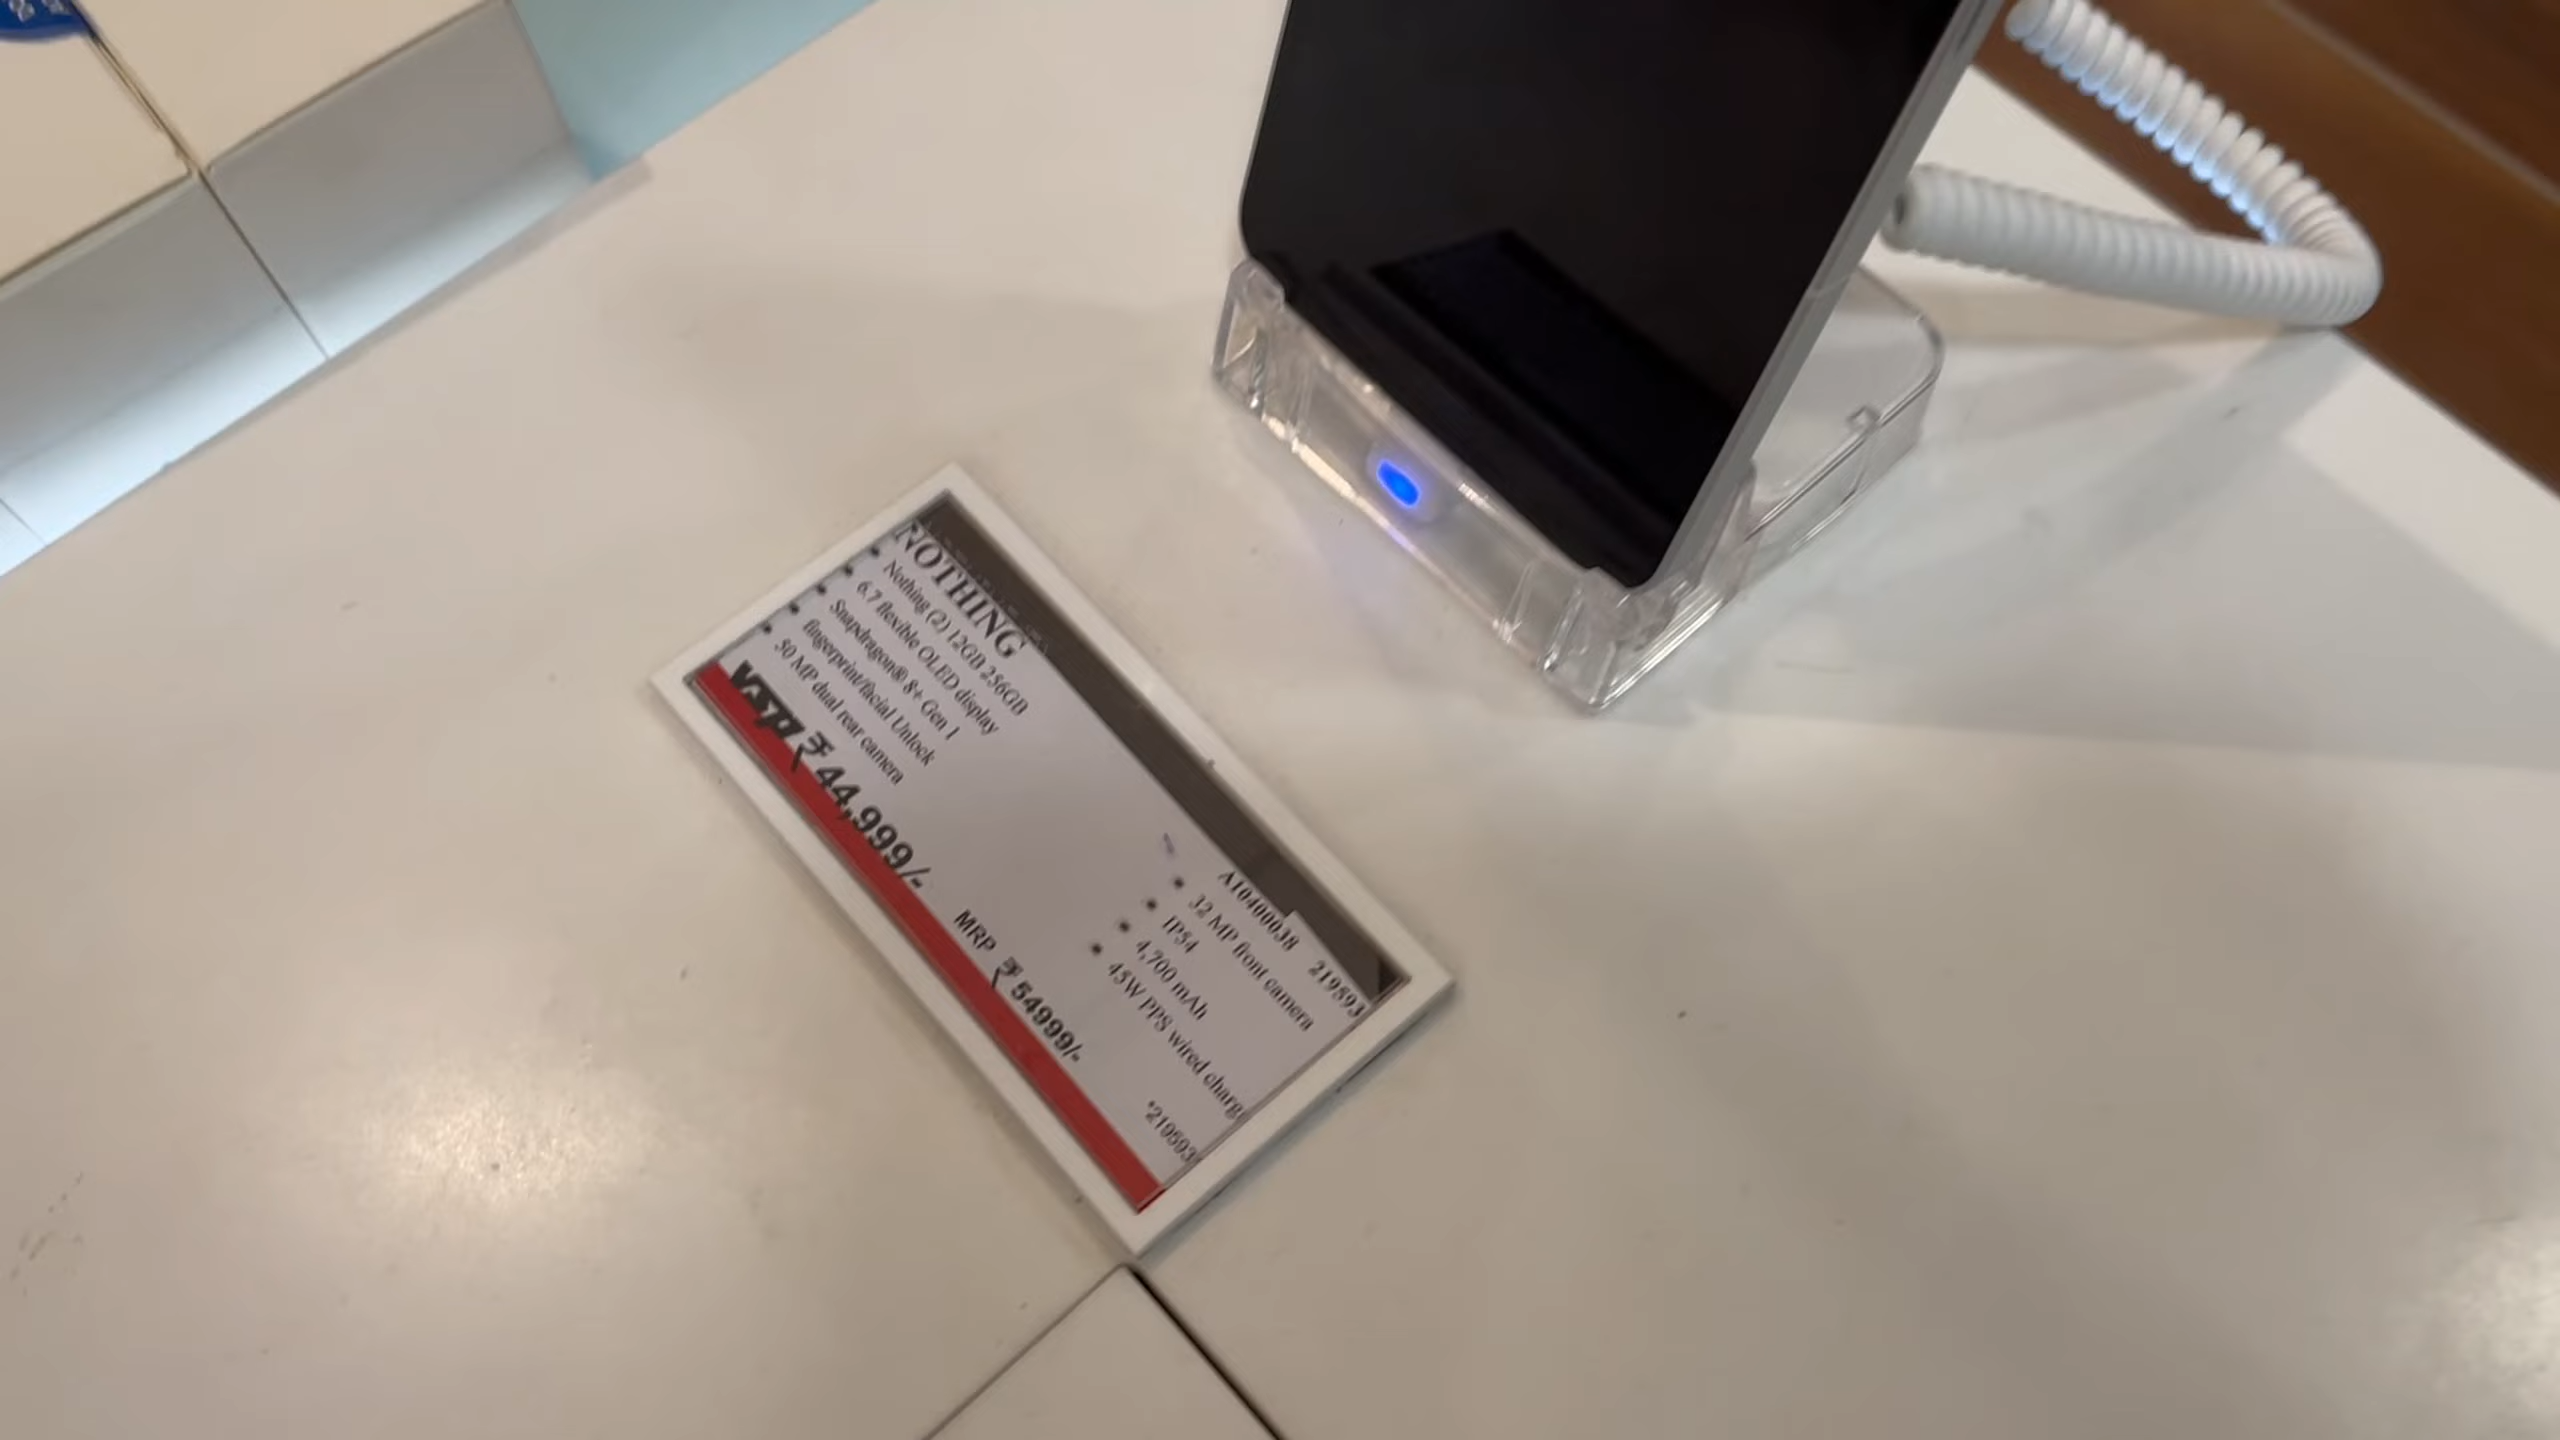 NOTHING
A10400038 219593
Nothing (2) 12GB 256GB
6.7 flexible OLED display
Snapdragon® 8+ Gen 1
fingerprint/facial Unlock
50 MP dual rear camera
32 MP front camera
IP54
4,700 mAh
45W PPS wired charg
₹ 44,999/-
MRP ₹ 54999/-
*219593